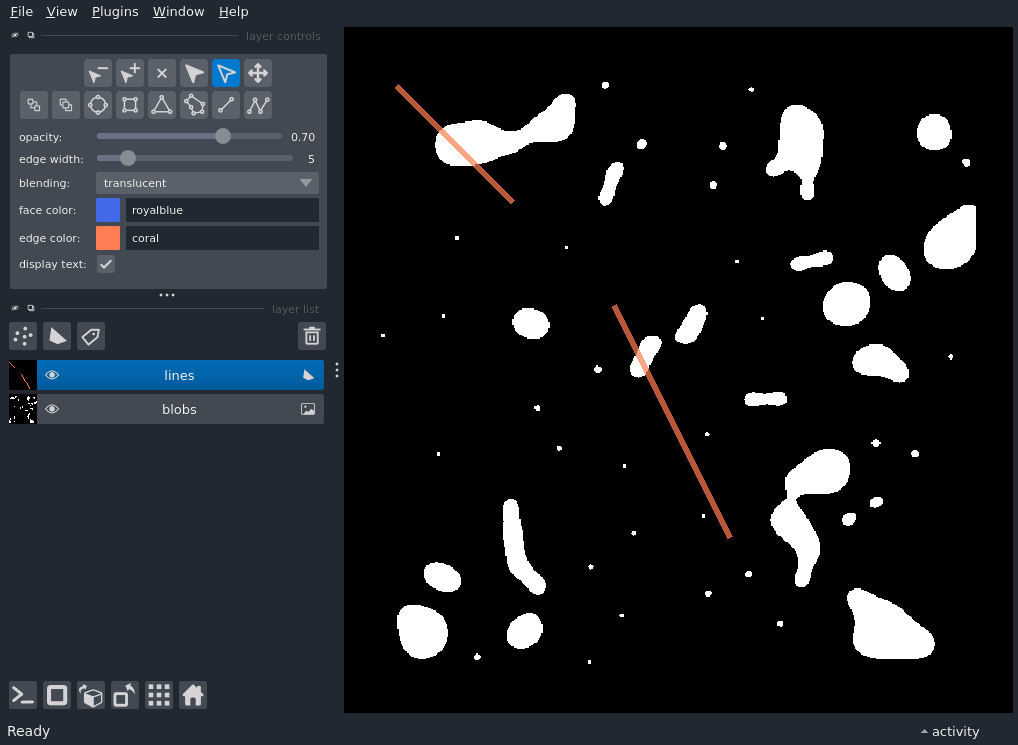 File View Plugins Window Help
layer controls
opacity: 0.70
edge width: 5
blending: translucent
face color: royalblue
edge color: coral
display text:
layer list
lines
blobs
Ready activity